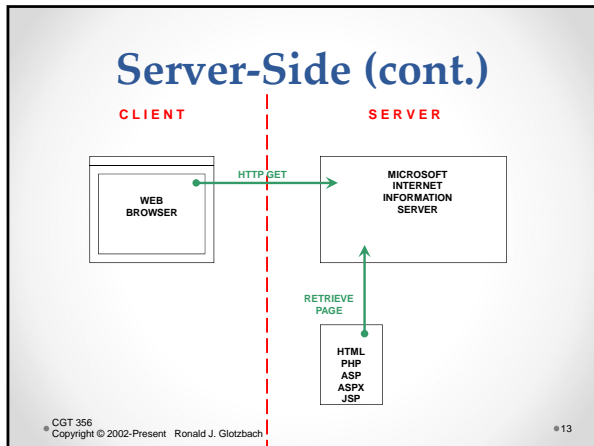 Server-Side (cont.)
CLIENT
SERVER
HTTP GET
WEB
BROWSER
MICROSOFT
INTERNET
INFORMATION
SERVER
RETRIEVE
PAGE
HTML
PHP
ASP
ASPX
JSP
CGT 356
Copyright © 2002-Present Ronald J. Glotzbach
13